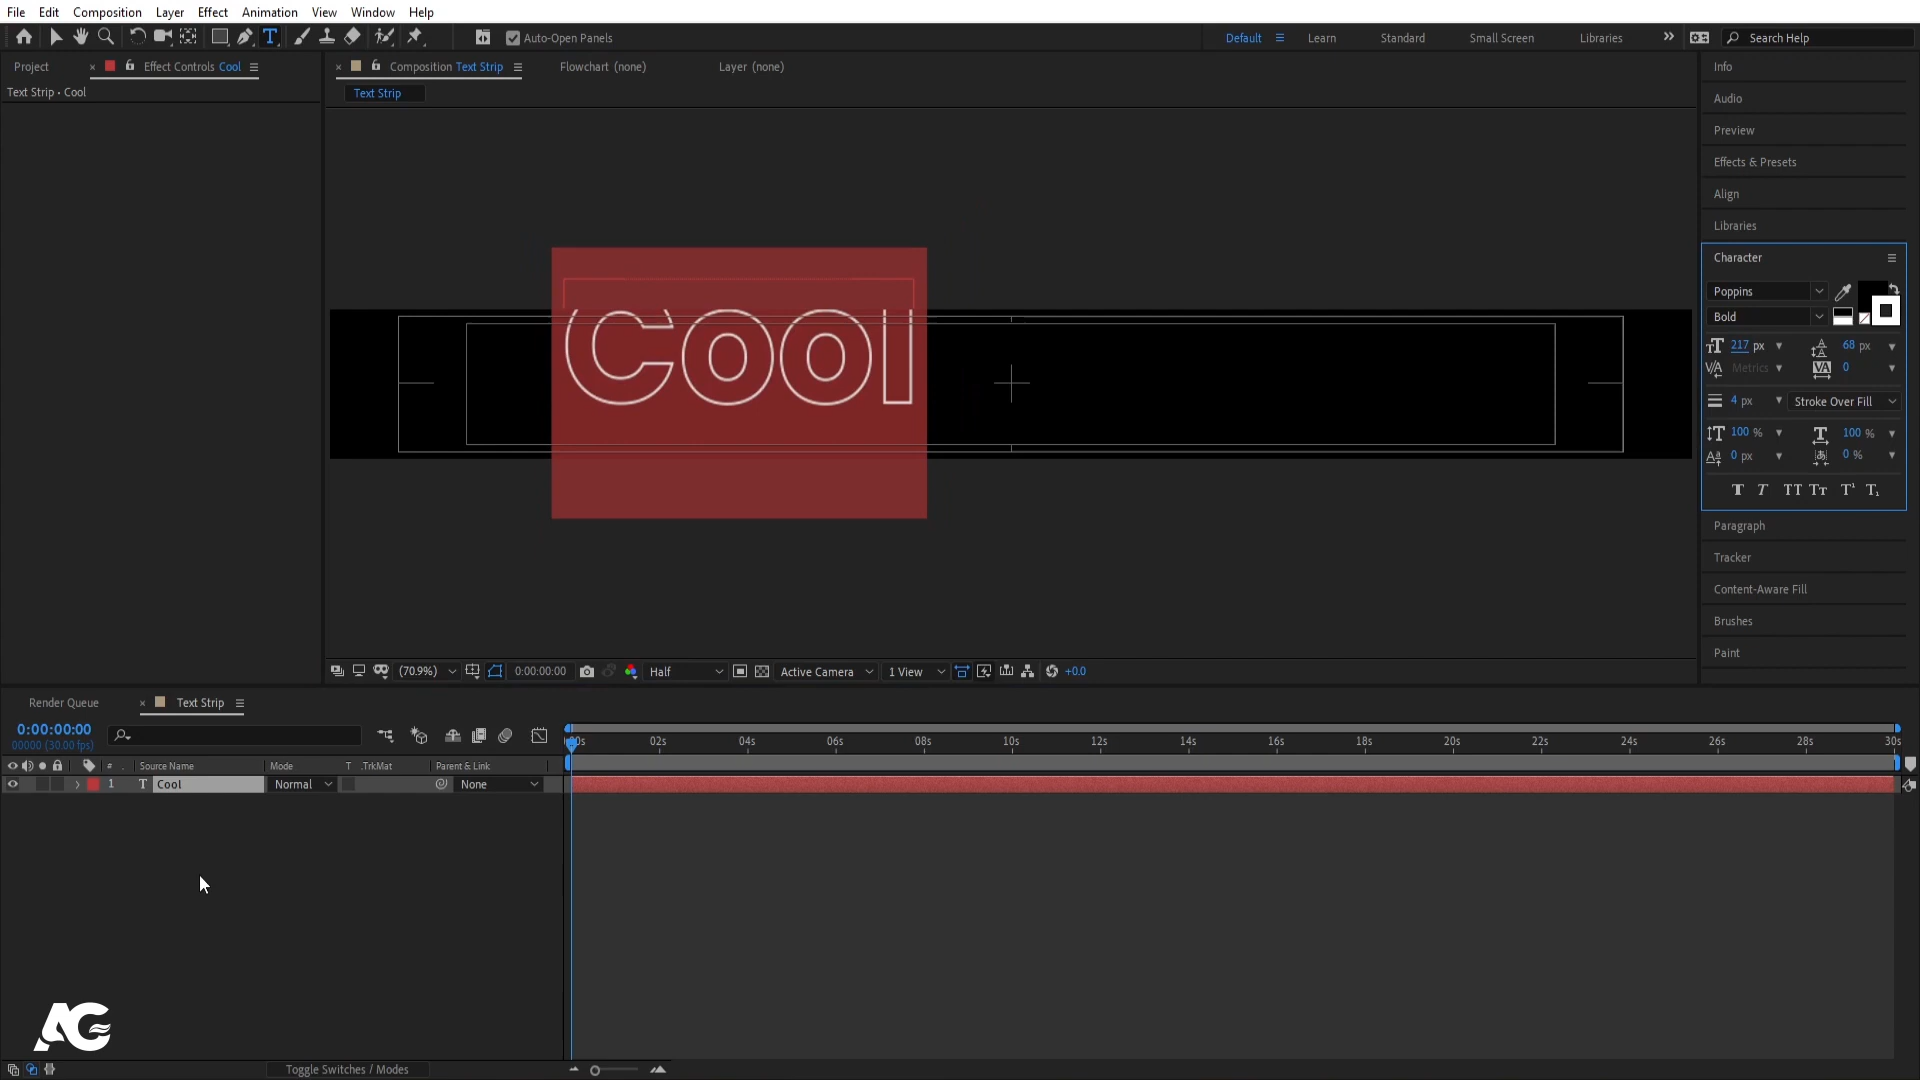 File Edit Composition Layer Effect Animation View Window Help
Auto-Open Panels
Default Learn Standard Small Screen Libraries Search Help
Project Effect Controls Cool
Text Strip • Cool
Composition Text Strip Flowchart (none) Layer (none)
Text Strip
Cool
(70.9%) 0:00:00:00 Half Active Camera 1 View +0.0
Info
Audio
Preview
Effects & Presets
Align
Libraries
Character
Poppins
Bold
217 px 68 px
Metrics 0
4 px Stroke Over Fill
100 % 100 %
0 px 0 %
T T TT Tт T¹ T₁
Paragraph
Tracker
Content-Aware Fill
Brushes
Paint
Render Queue Text Strip
0:00:00:00
00000 (30.00 fps)
02s 04s 06s 08s 10s 12s 14s 16s 18s 20s 22s 24s 26s 28s 30s
# Source Name Mode T .TrkMat Parent & Link
1 T Cool Normal None
AG
Toggle Switches / Modes